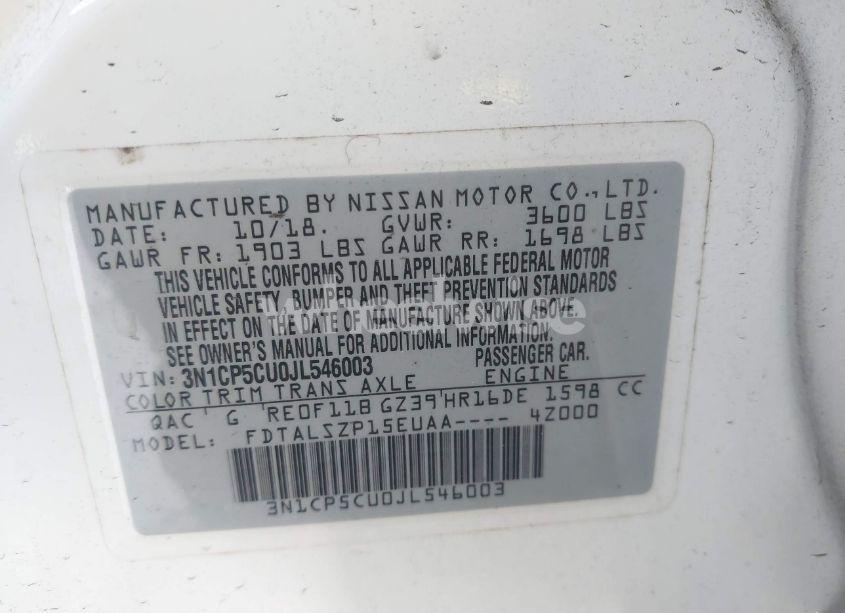 MANUFACTURED BY NISSAN MOTOR CO., LTD.
DATE: 10/18. GVWR: 3600 LBS
GAWR FR: 1903 LBS GAWR RR: 1698 LBS
THIS VEHICLE CONFORMS TO ALL APPLICABLE FEDERAL MOTOR
VEHICLE SAFETY, BUMPER AND THEFT PREVENTION STANDARDS
IN EFFECT ON THE DATE OF MANUFACTURE SHOWN ABOVE.
SEE OWNER'S MANUAL FOR ADDITIONAL INFORMATION.
VIN: 3N1CP5CU0JL546003 PASSENGER CAR.
COLOR TRIM TRANS AXLE ENGINE
QAC G RE0F11B GZ39 HR16DE 1598 CC
MODEL: FDTALSZP15EUAA---- 4Z000
3N1CP5CU0JL546003